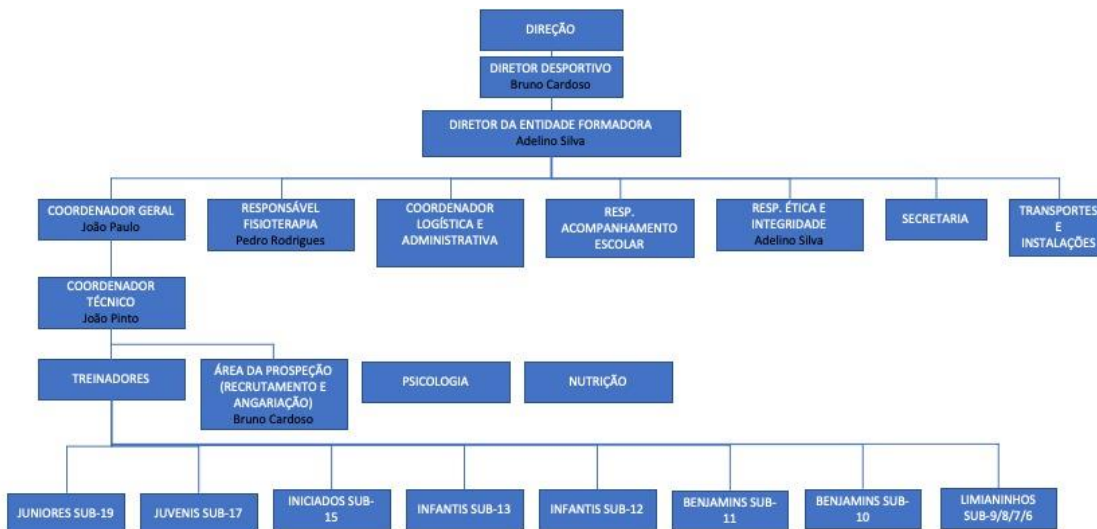 DIREÇÃO
DIRETOR DESPORTIVO
Bruno Cardoso
DIRETOR DA ENTIDADE FORMADORA
Adelino Silva
COORDENADOR GERAL
João Paulo
RESPONSÁVEL
FISIOTERAPIA
Pedro Rodrigues
COORDENADOR
LOGÍSTICA E
ADMINISTRATIVA
RESP.
ACOMPANHAMENTO
ESCOLAR
RESP. ÉTICA E
INTEGRIDADE
Adelino Silva
SECRETARIA
TRANSPORTES
E
INSTALAÇÕES
COORDENADOR
TÉCNICO
João Pinto
TREINADORES
ÁREA DA PROSPEÇÃO
(RECRUTAMENTO E
ANGARIAÇÃO)
Bruno Cardoso
PSICOLOGIA
NUTRIÇÃO
JUNIORES SUB-19
JUVENIS SUB-17
INICIADOS SUB-
15
INFANTIS SUB-13
INFANTIS SUB-12
BENJAMINS SUB-
11
BENJAMINS SUB-
10
LIMIANINHOS
SUB-9/8/7/6